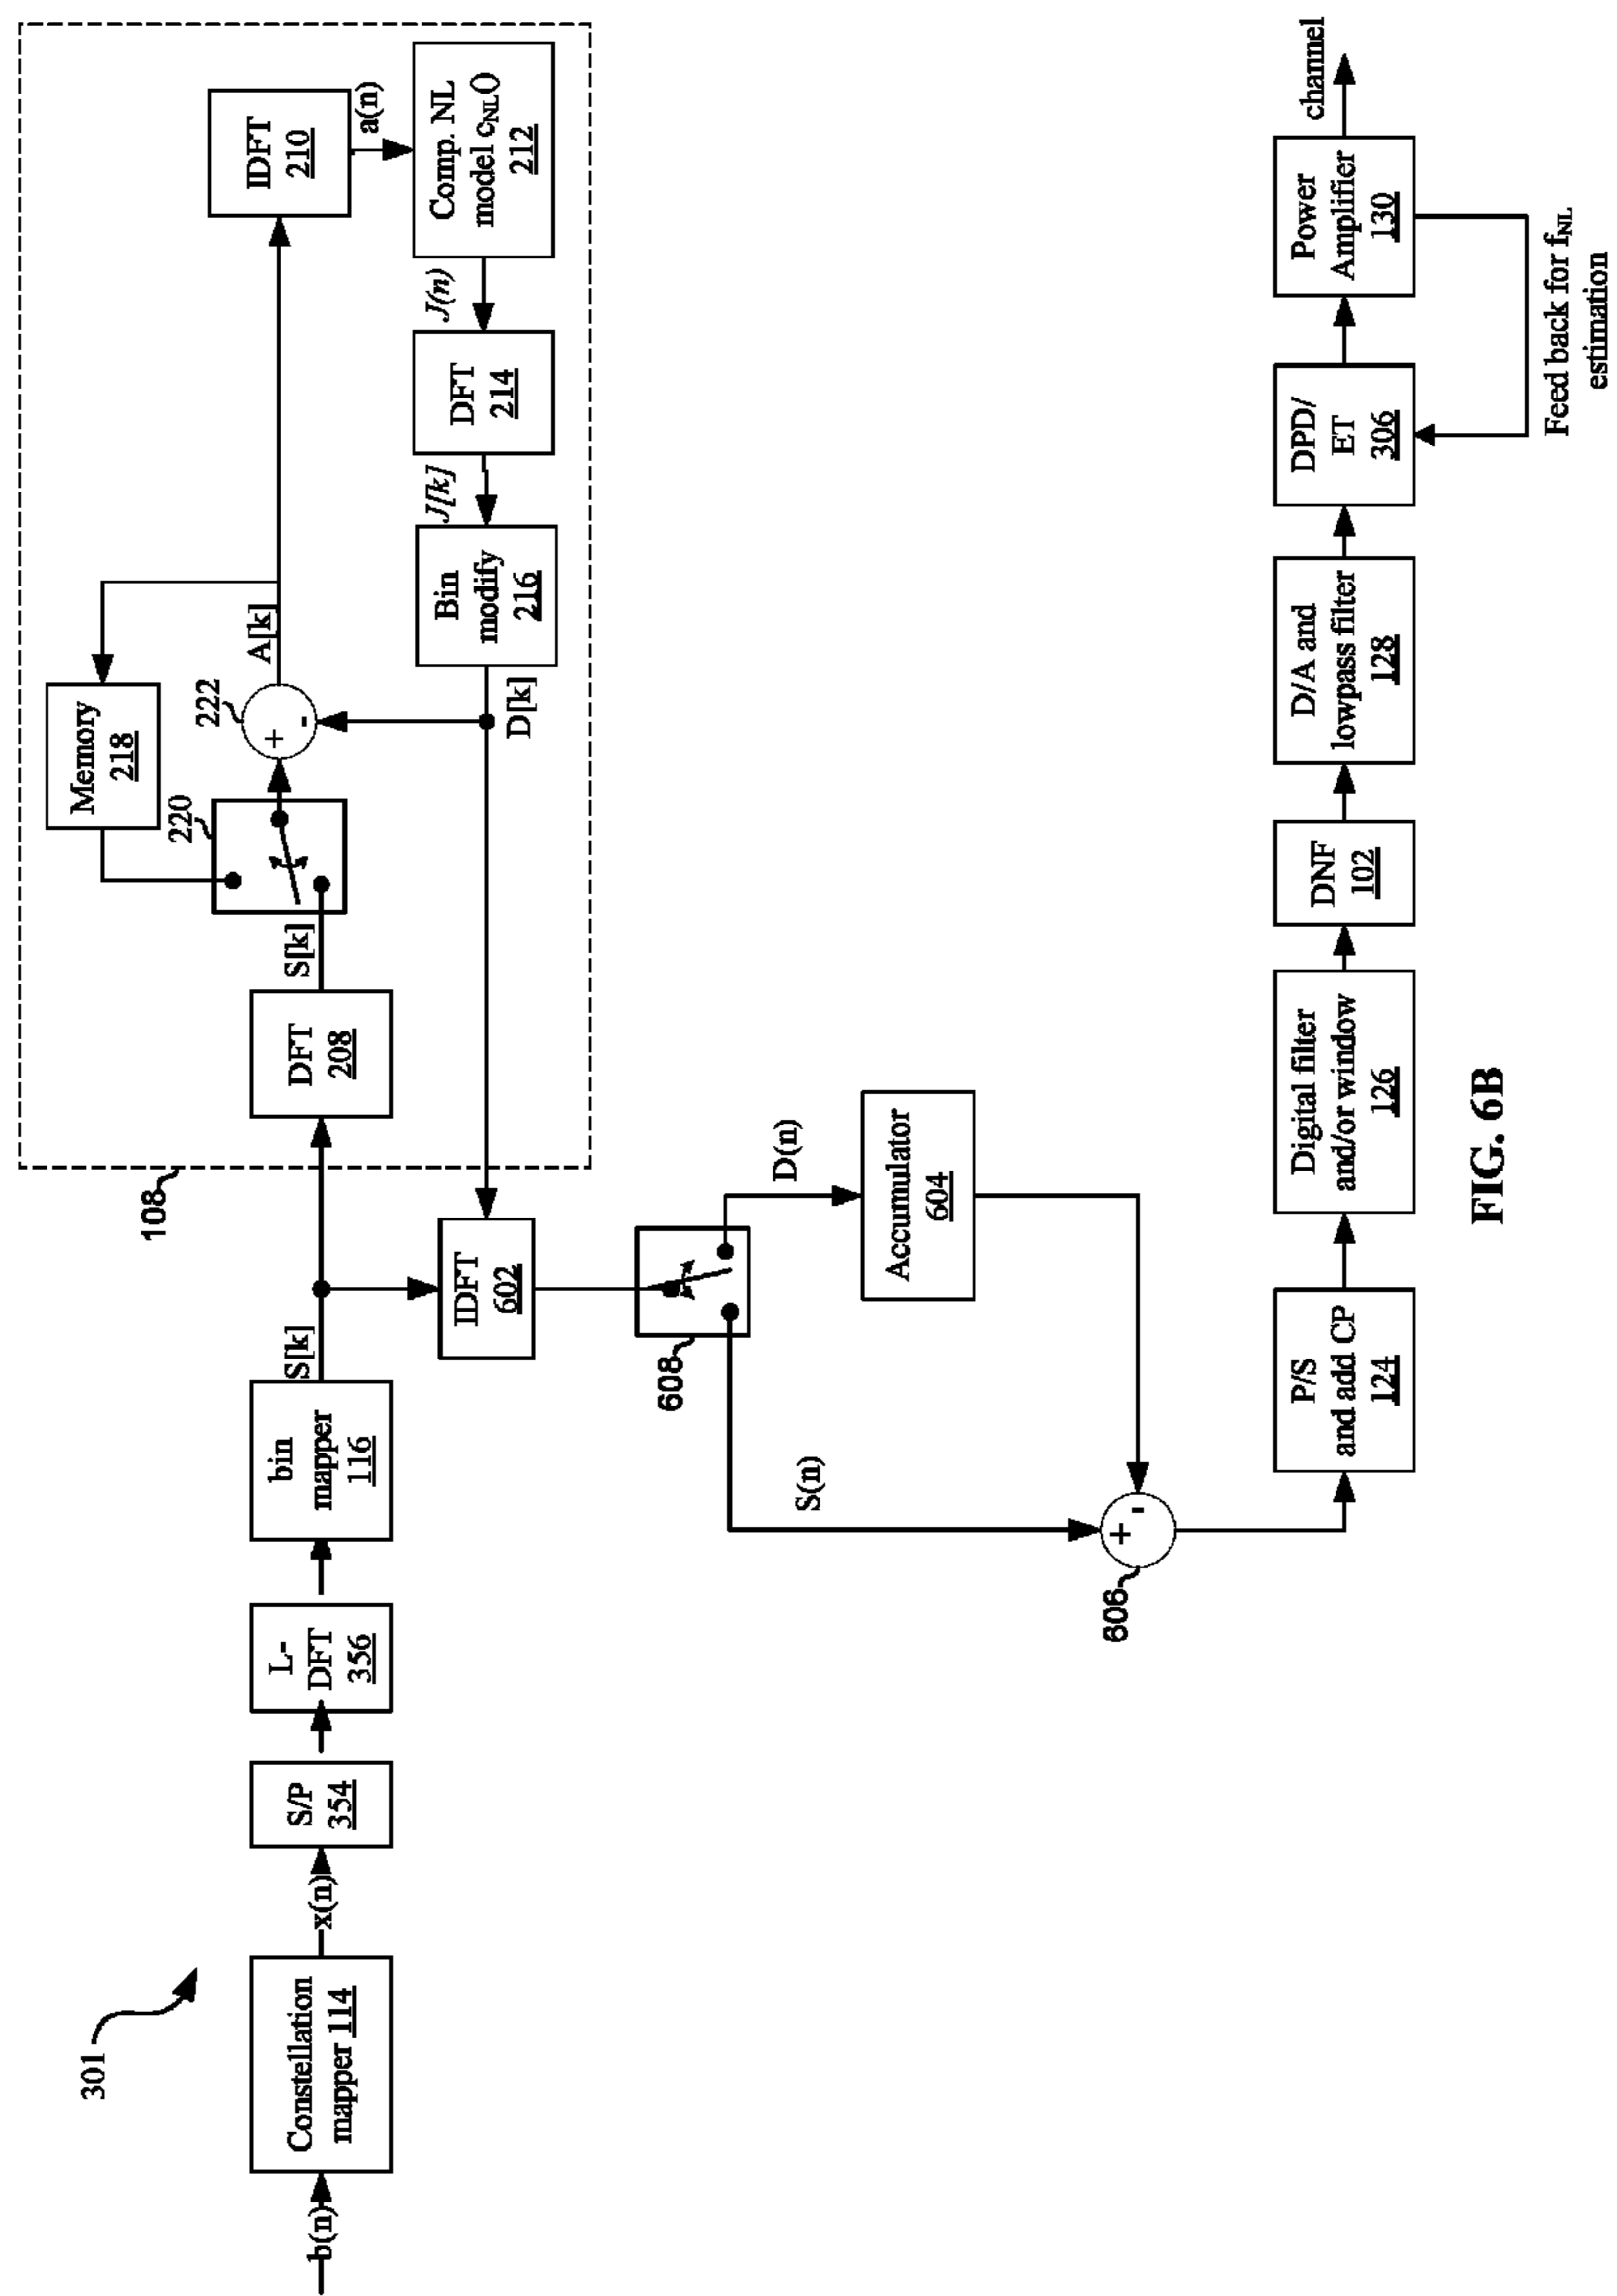 301
b(n)
Constellation
mapper 114
x(n)
S/P
354
L-
DFT
356
bin
mapper
116
S[k]
108
DFT
208
S[k]
220
Memory
218
222
+
-
A[k]
IDFT
210
a(n)
Comp. NL
model cNL()
212
J(n)
DFT
214
J[k]
Bin
modify
216
D[k]
IDFT
602
608
D(n)
Accumulator
604
S(n)
606
+
-
P/S
and add CP
124
Digital filter
and/or window
126
DNF
102
D/A and
lowpass filter
128
DPD/
ET
306
Power
Amplifier
130
channel
Feed back for fNL
estimation
FIG. 6B